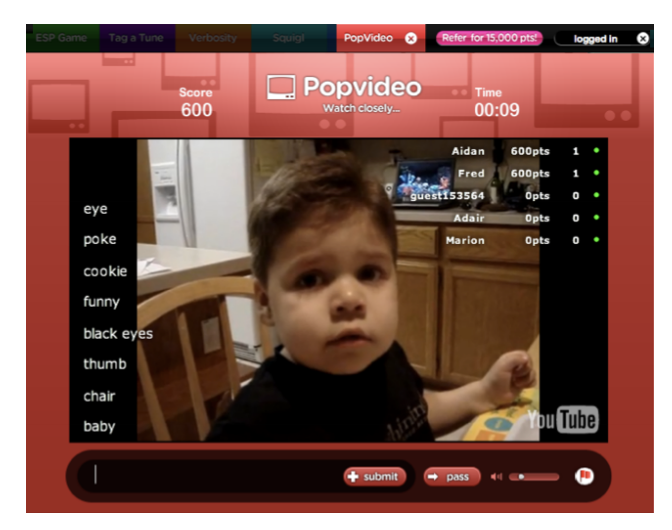 ESP Game Tag a Tune Verbosity Squigl PopVideo Refer for 15,000 pts! logged in
Popvideo
Watch closely...
Score
600
Time
00:09
Aidan 600pts 1
Fred 600pts 1
guest153564 0pts 0
Adair 0pts 0
Marion 0pts 0
eye
poke
cookie
funny
black eyes
thumb
chair
baby
YouTube
submit pass